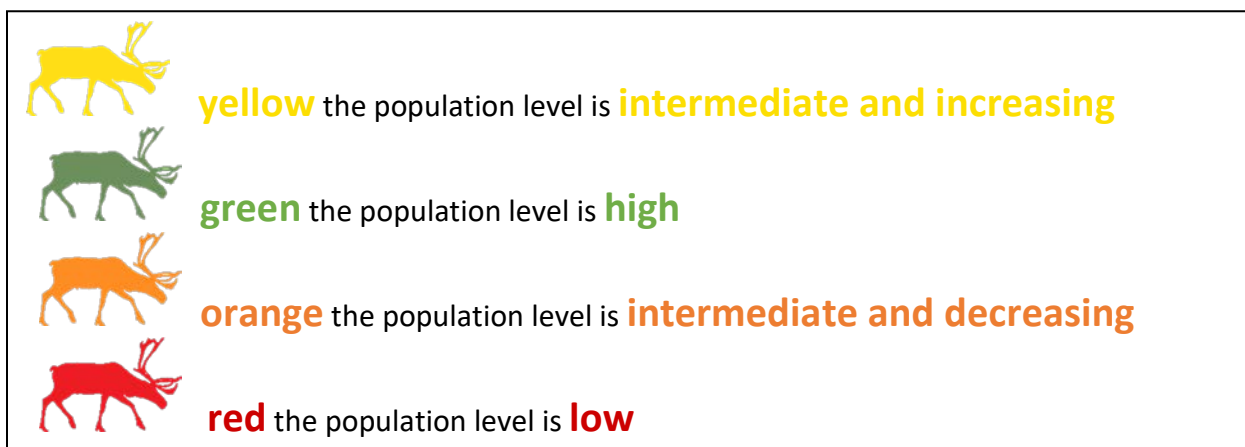 yellow the population level is intermediate and increasing
green the population level is high
orange the population level is intermediate and decreasing
red the population level is low